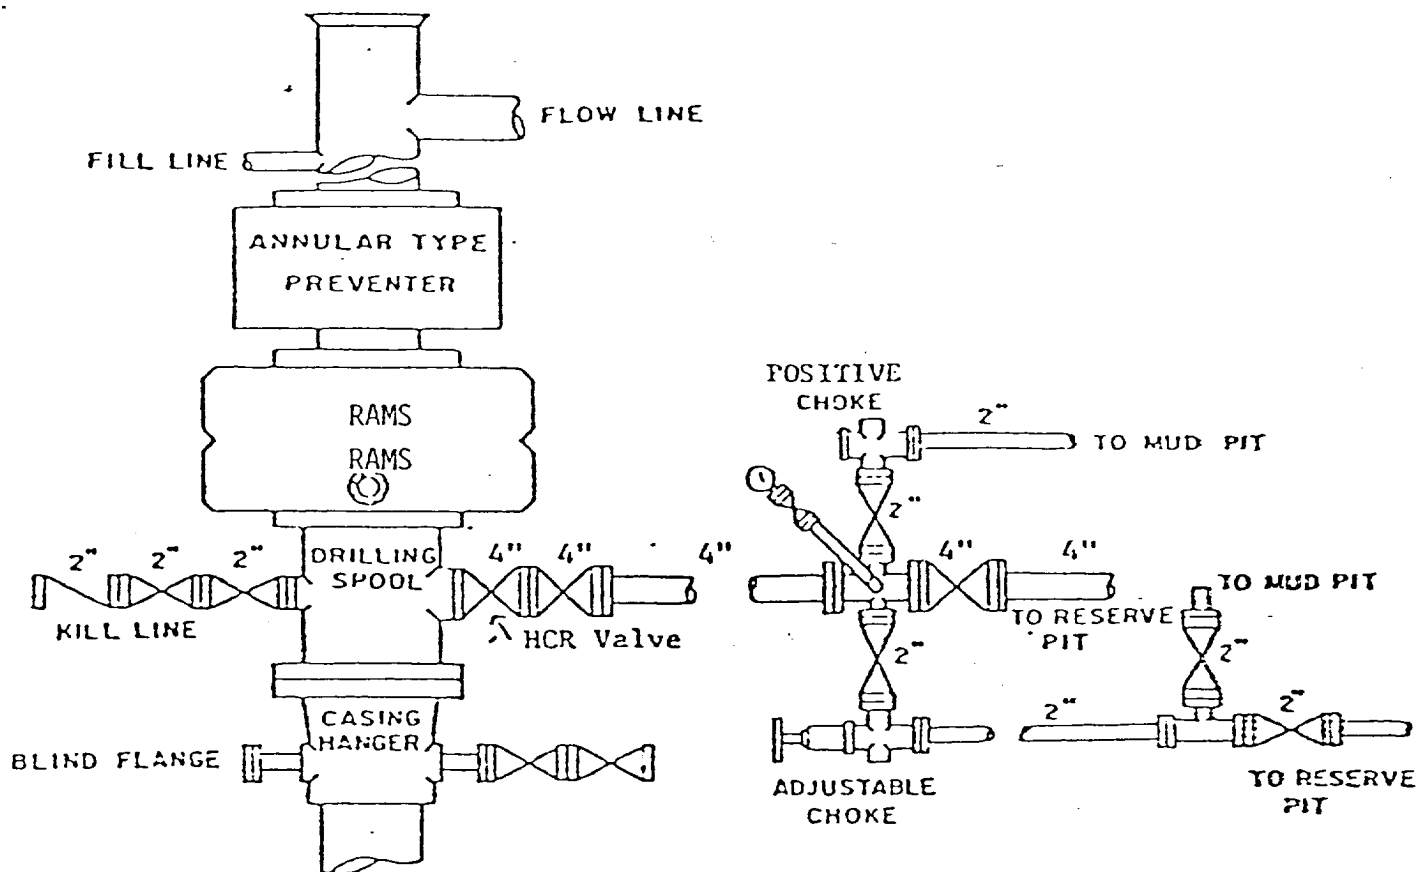 FLOW LINE
FILL LINE
ANNULAR TYPE
PREVENTER
RAMS
RAMS
POSITIVE
CHOKE
2"
TO MUD PIT
2"
2" 2" 2"
DRILLING
SPOOL
4" 4" 4"
4" 4"
KILL LINE
HCR Valve
TO RESERVE
PIT
TO MUD PIT
2"
2"
CASING
HANGER
2"
2"
BLIND FLANGE
ADJUSTABLE
CHOKE
TO RESERVE
PIT